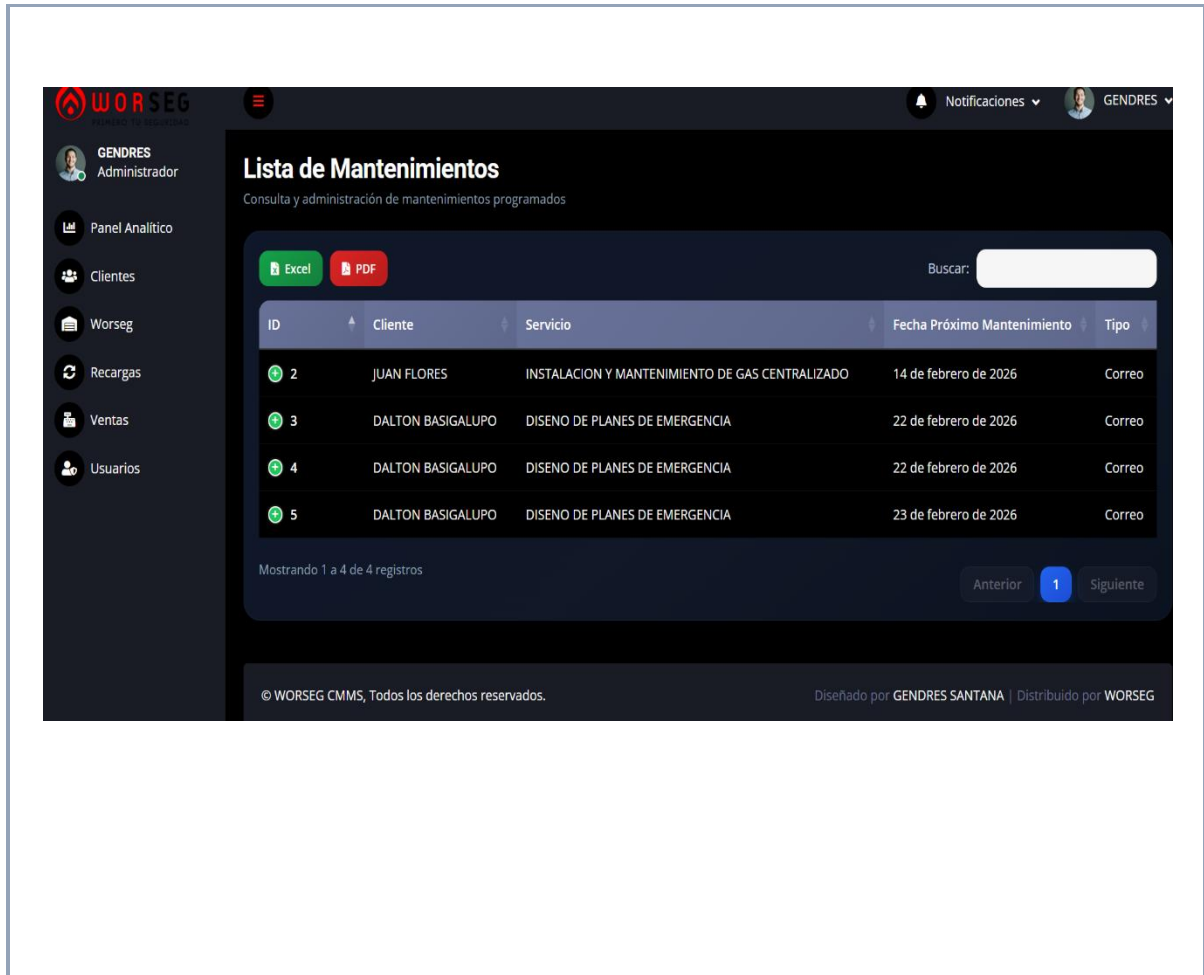 WORSEG
PRIMERO TU SEGURIDAD
Notificaciones
GENDRES
GENDRES
Administrador
Panel Analítico
Clientes
Worseg
Recargas
Ventas
Usuarios
Lista de Mantenimientos
Consulta y administración de mantenimientos programados
Excel PDF Buscar:
ID Cliente Servicio Fecha Próximo Mantenimiento Tipo
2 JUAN FLORES INSTALACION Y MANTENIMIENTO DE GAS CENTRALIZADO 14 de febrero de 2026 Correo
3 DALTON BASIGALUPO DISENO DE PLANES DE EMERGENCIA 22 de febrero de 2026 Correo
4 DALTON BASIGALUPO DISENO DE PLANES DE EMERGENCIA 22 de febrero de 2026 Correo
5 DALTON BASIGALUPO DISENO DE PLANES DE EMERGENCIA 23 de febrero de 2026 Correo
Mostrando 1 a 4 de 4 registros
Anterior 1 Siguiente
© WORSEG CMMS, Todos los derechos reservados.
Diseñado por GENDRES SANTANA | Distribuido por WORSEG